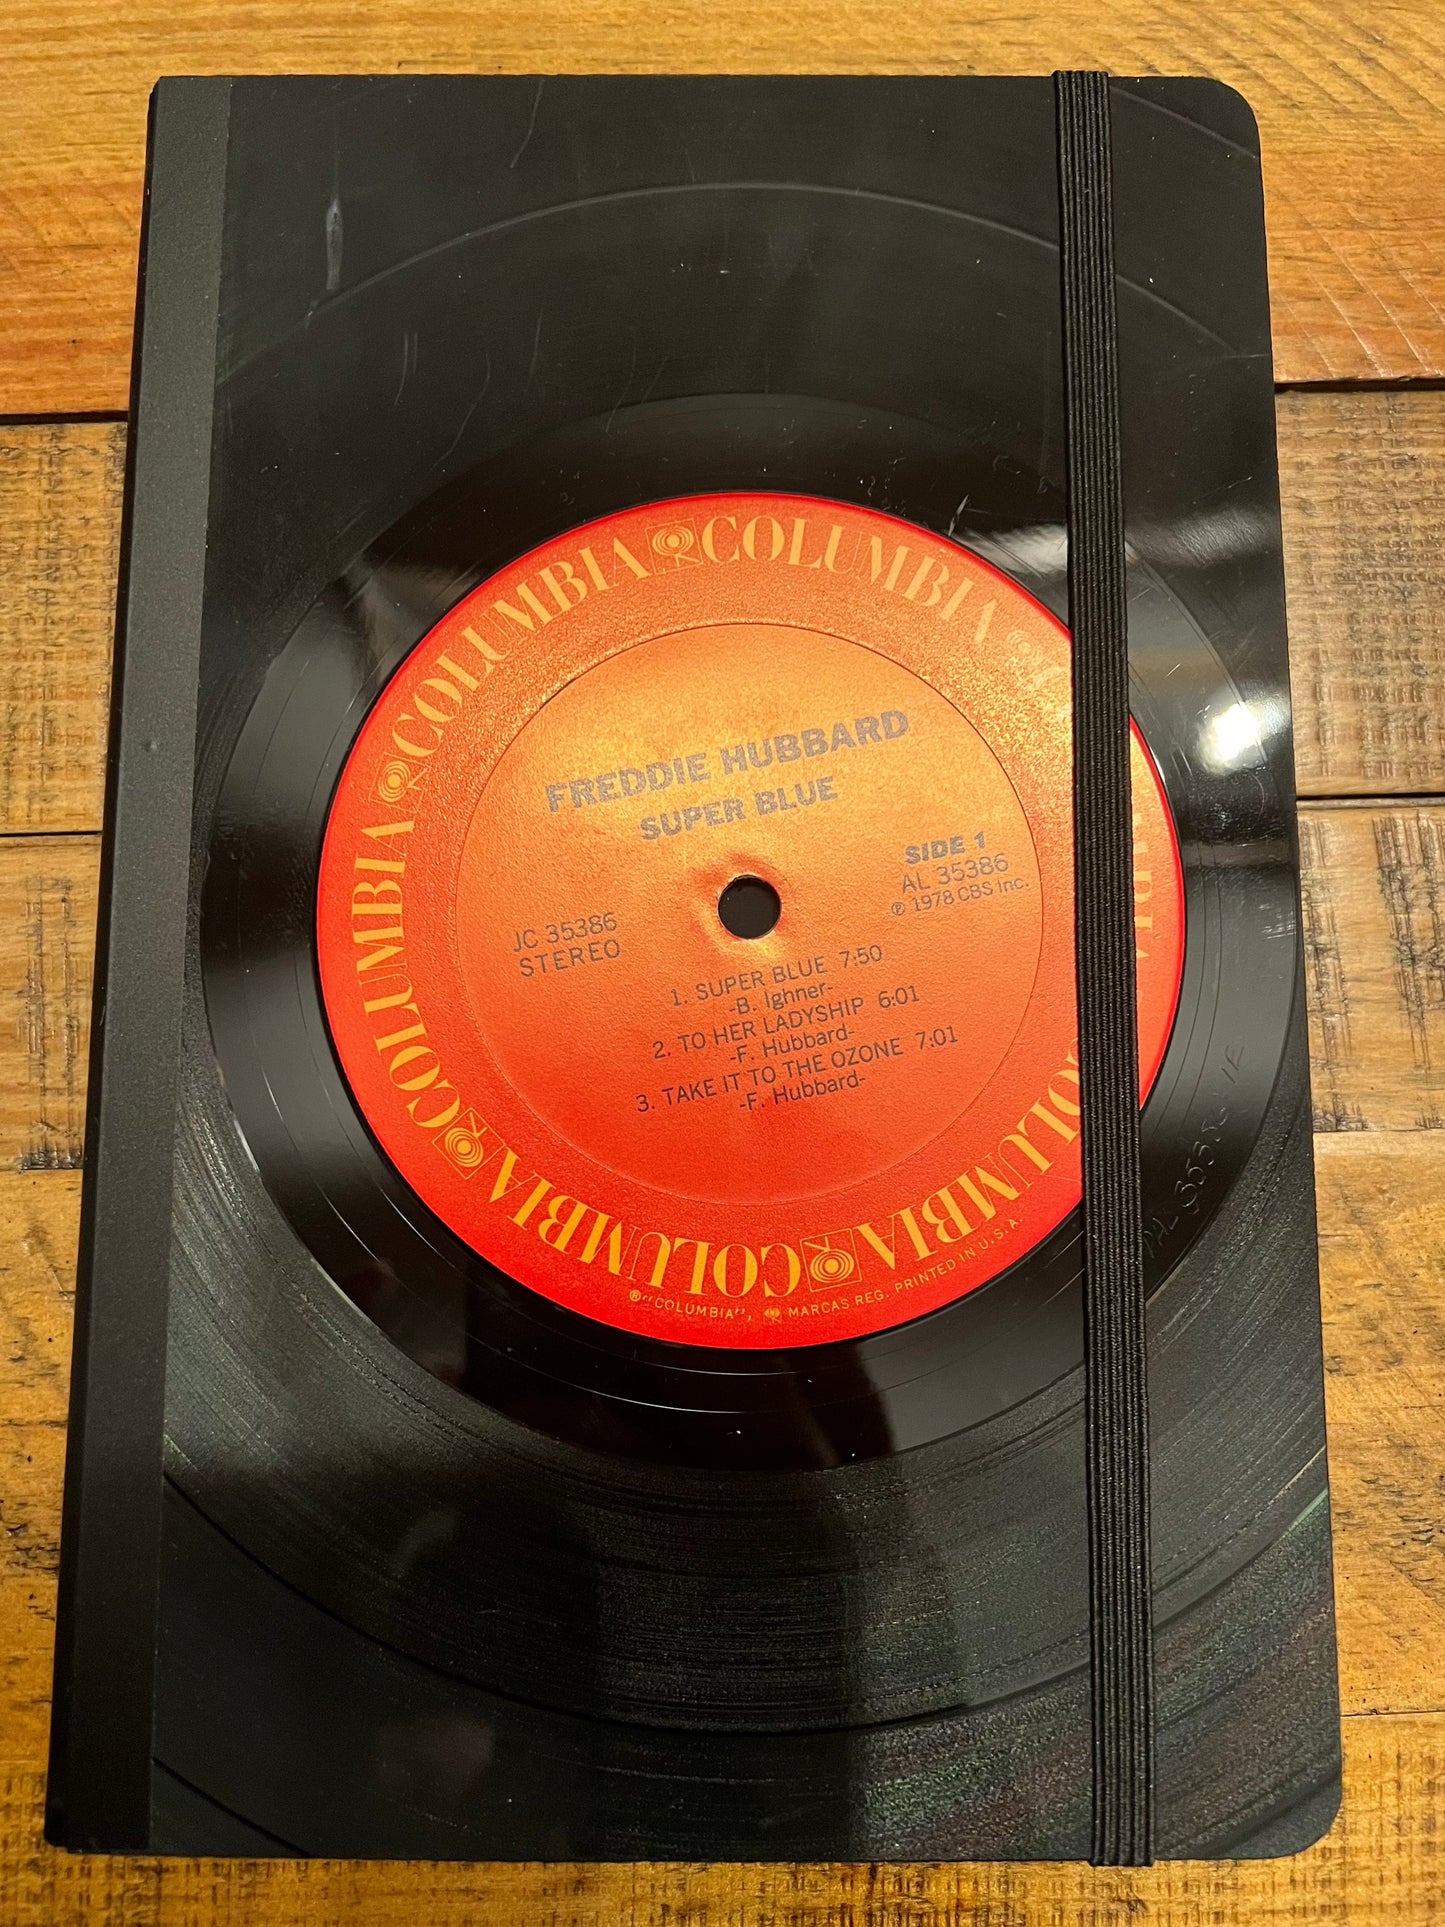 COLUMBIA COLUMBIA COLUMBIA COLUMBIA COLUMBIA COLUMBIA
FREDDIE HUBBARD
SUPER BLUE
SIDE 1
AL 35386
℗ 1978 CBS Inc.
JC 35386
STEREO
1. SUPER BLUE 7:50
-B. Ighner-
2. TO HER LADYSHIP 6:01
-F. Hubbard-
3. TAKE IT TO THE OZONE 7:01
-F. Hubbard-
®"COLUMBIA", MARCAS REG. PRINTED IN U.S.A.